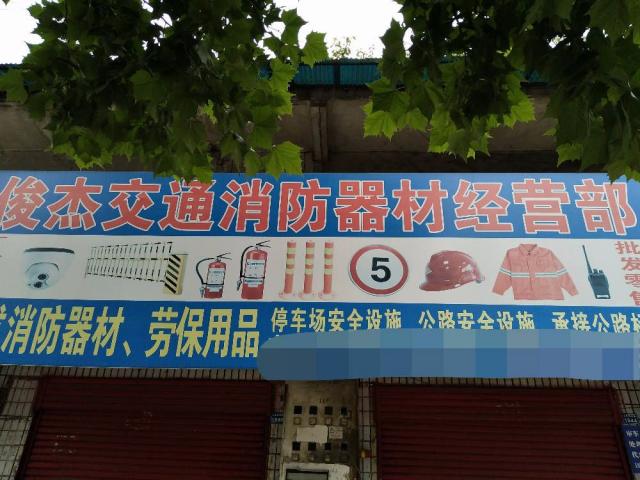 俊杰交通消防器材经营部
5
批发零售
消防器材、劳保用品
停车场安全设施 公路安全设施 承接公路